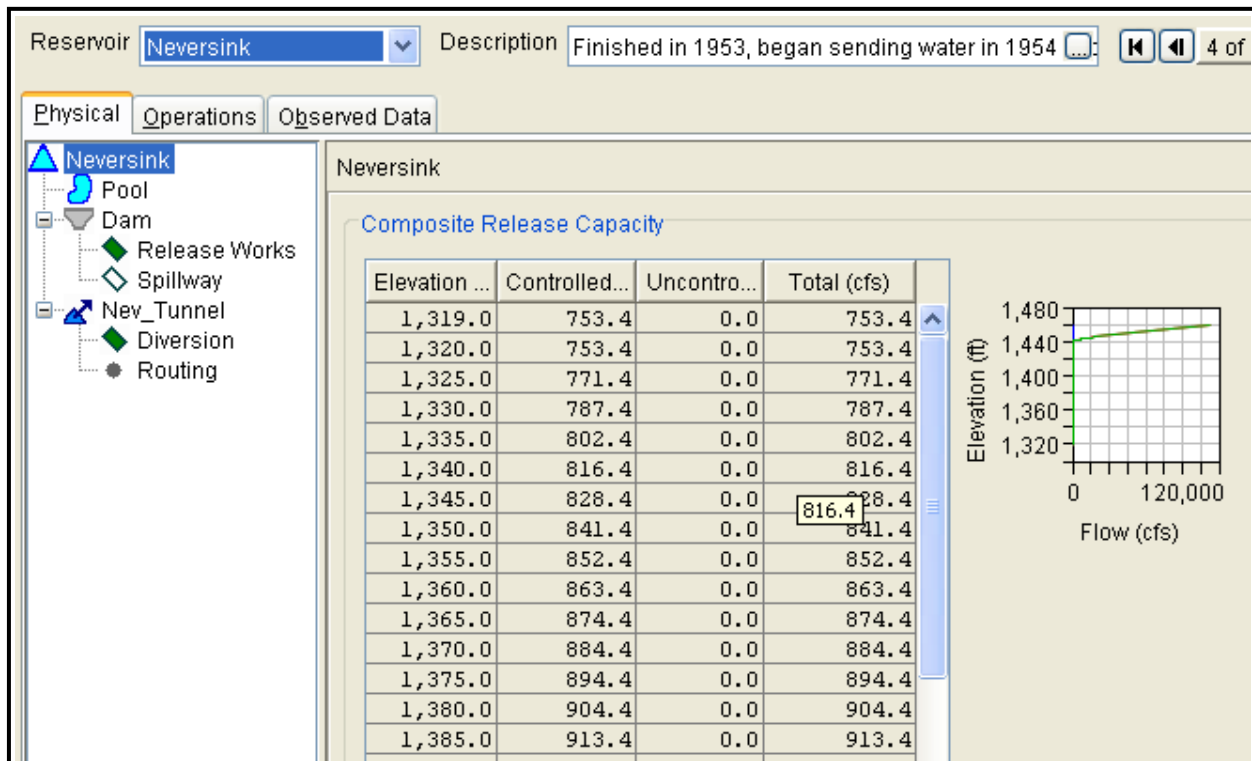 Reservoir Neversink Description Finished in 1953, began sending water in 1954 ... 4 of
Physical Operations Observed Data
Neversink
Pool
Dam
Release Works
Spillway
Nev_Tunnel
Diversion
Routing
Neversink
Composite Release Capacity
Elevation ... Controlled... Uncontro... Total (cfs)
1,319.0 753.4 0.0 753.4
1,320.0 753.4 0.0 753.4
1,325.0 771.4 0.0 771.4
1,330.0 787.4 0.0 787.4
1,335.0 802.4 0.0 802.4
1,340.0 816.4 0.0 816.4
1,345.0 828.4 0.0 828.4
816.4
1,350.0 841.4 0.0 841.4
1,355.0 852.4 0.0 852.4
1,360.0 863.4 0.0 863.4
1,365.0 874.4 0.0 874.4
1,370.0 884.4 0.0 884.4
1,375.0 894.4 0.0 894.4
1,380.0 904.4 0.0 904.4
1,385.0 913.4 0.0 913.4
Elevation (ft)
1,480
1,440
1,400
1,360
1,320
0 120,000
Flow (cfs)